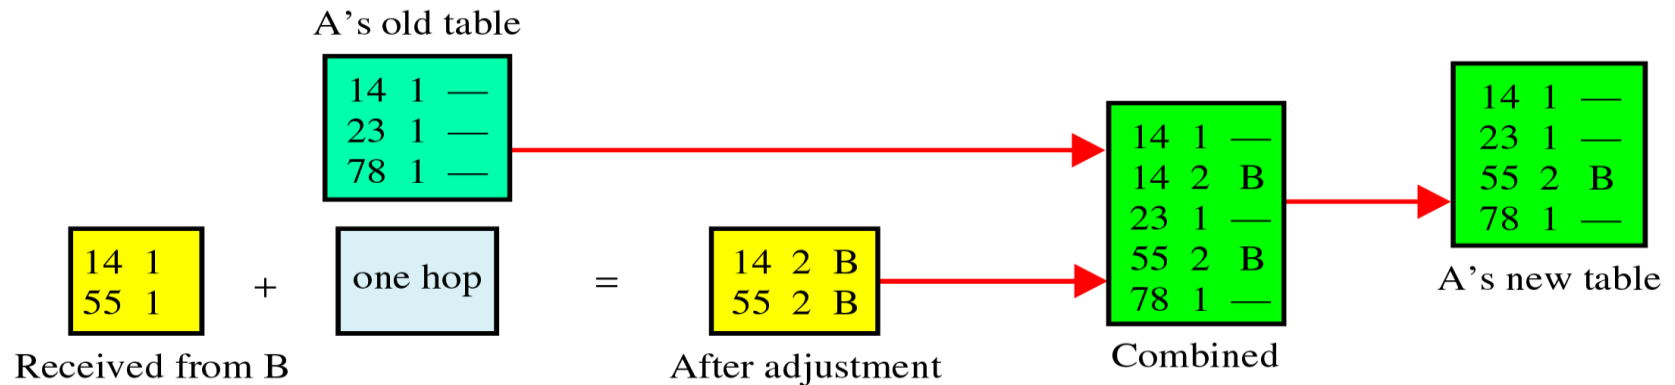 A's old table
14 1 —
23 1 —
78 1 —
14 1
55 1
Received from B
+
one hop
=
14 2 B
55 2 B
After adjustment
14 1 —
14 2 B
23 1 —
55 2 B
78 1 —
Combined
14 1 —
23 1 —
55 2 B
78 1 —
A's new table